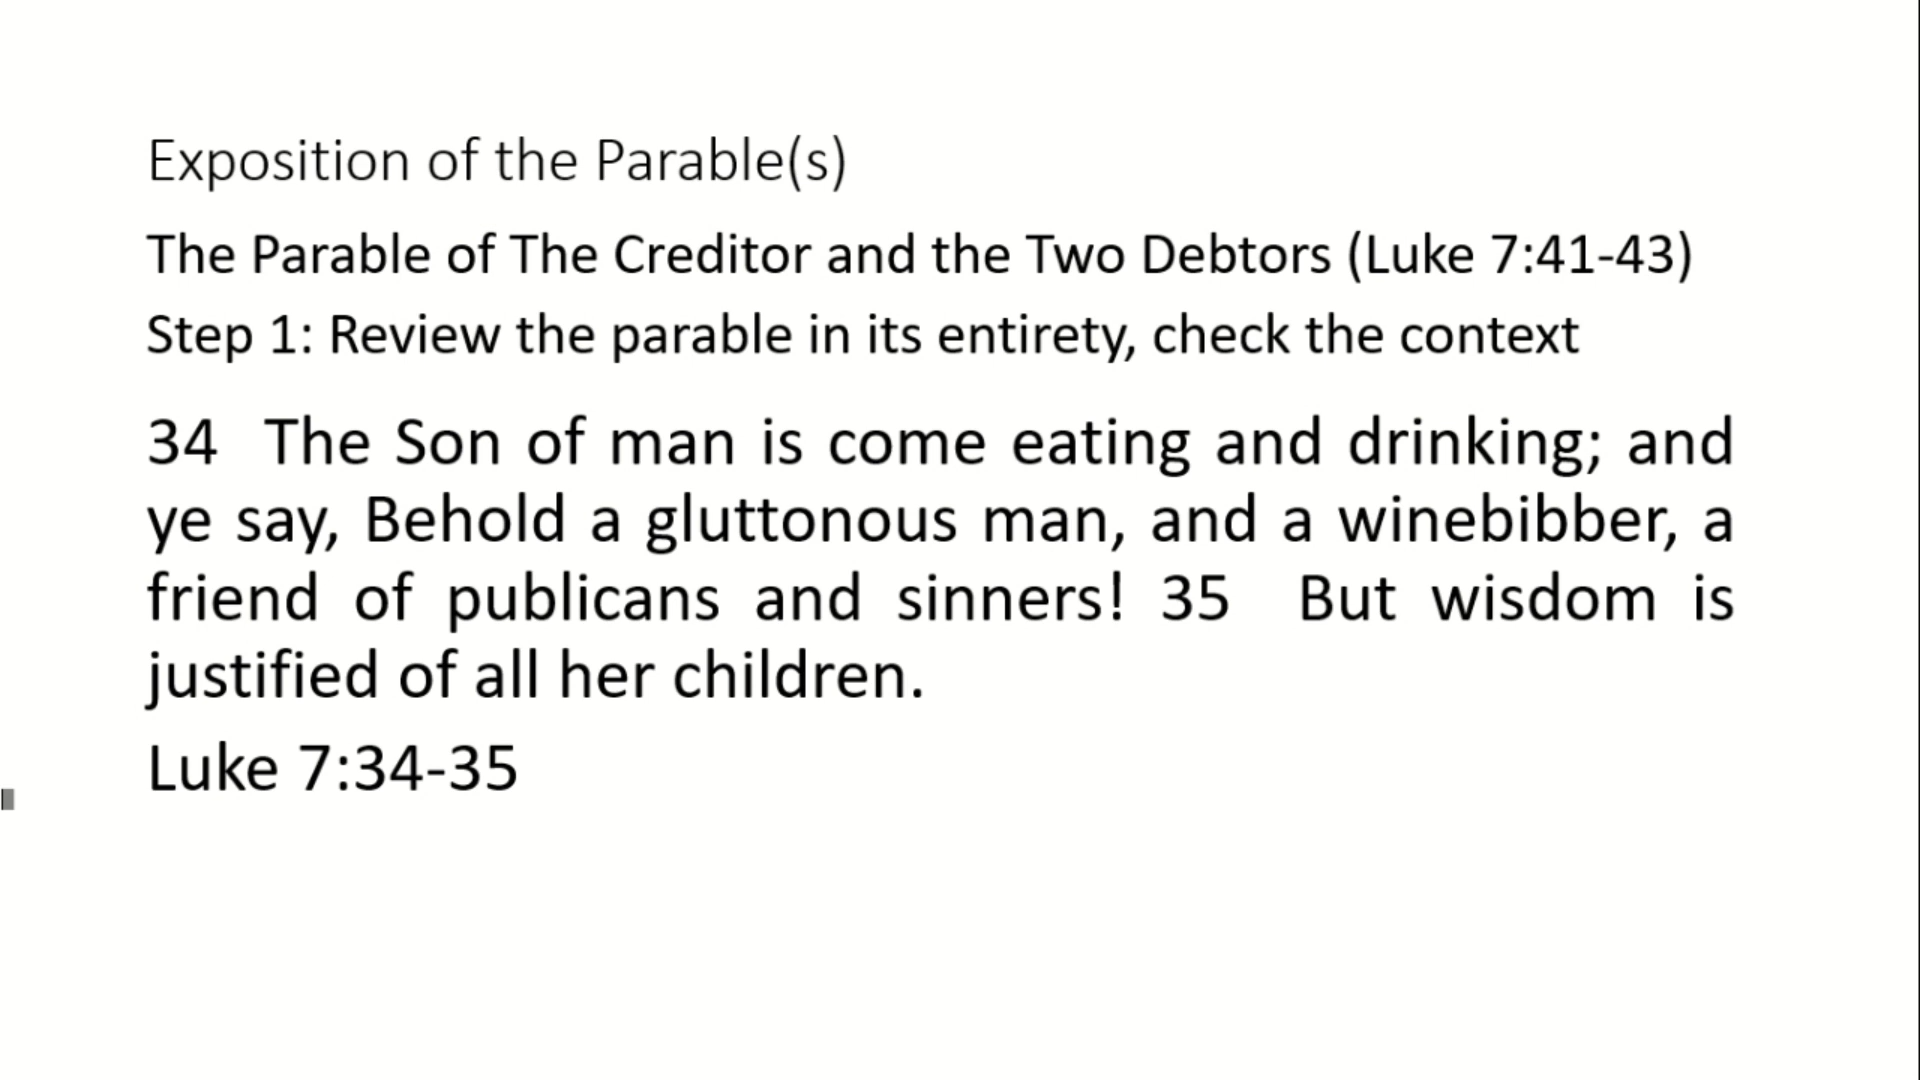 Exposition of the Parable(s)
The Parable of The Creditor and the Two Debtors (Luke 7:41-43)
Step 1: Review the parable in its entirety, check the context
34  The Son of man is come eating and drinking; and
ye say, Behold a gluttonous man, and a winebibber, a
friend of publicans and sinners! 35  But wisdom is
justified of all her children.
Luke 7:34-35